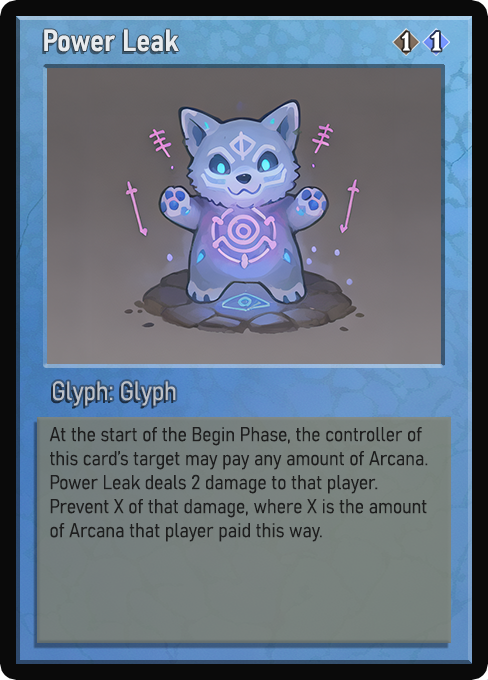 Power Leak 1 1
Glyph: Glyph
At the start of the Begin Phase, the controller of
this card's target may pay any amount of Arcana.
Power Leak deals 2 damage to that player.
Prevent X of that damage, where X is the amount
of Arcana that player paid this way.